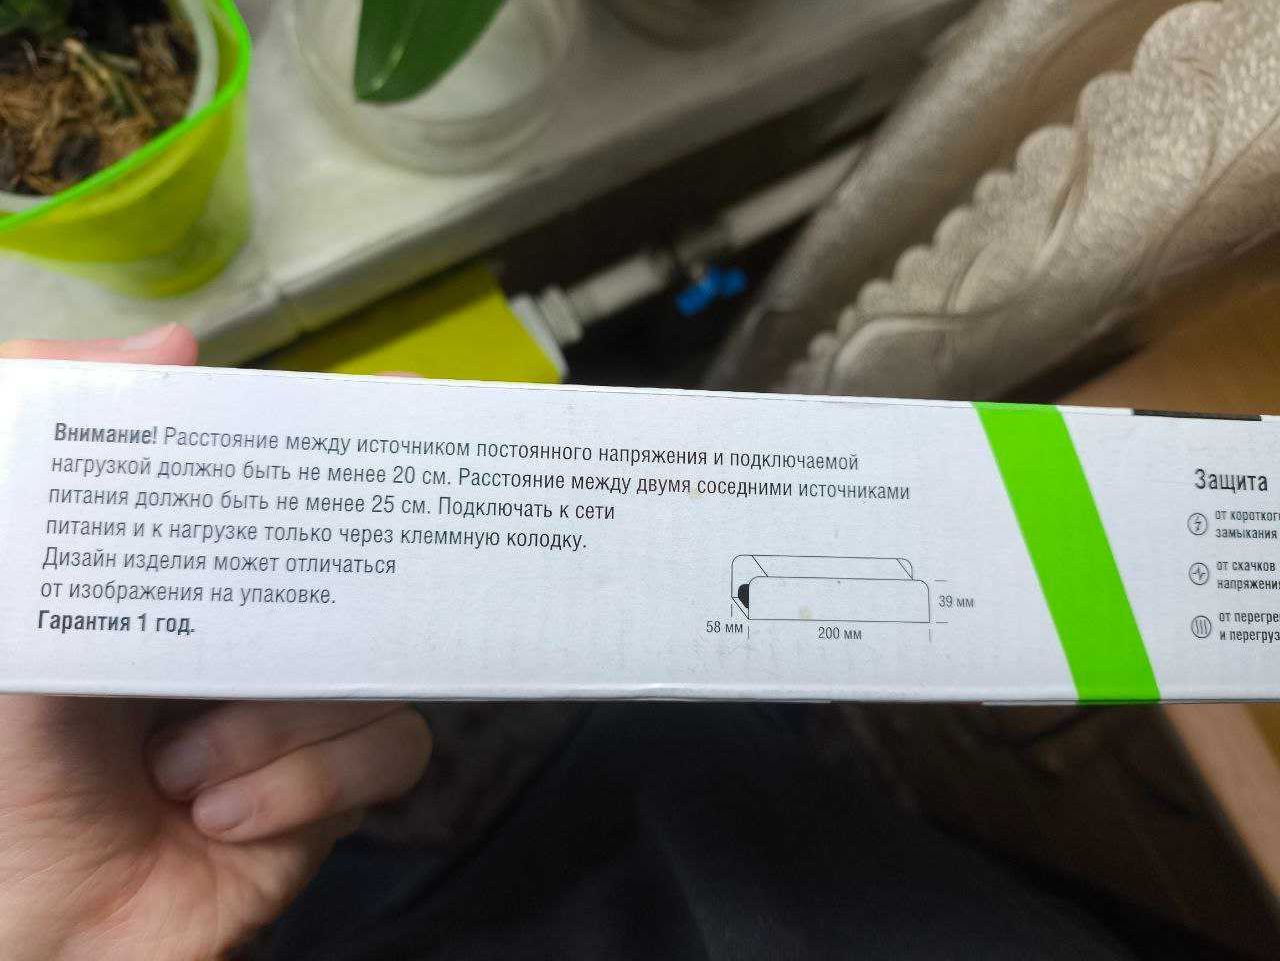 Внимание! Расстояние между источником постоянного напряжения и подключаемой
нагрузкой должно быть не менее 20 см. Расстояние между двумя соседними источниками
питания должно быть не менее 25 см. Подключать к сети
питания и к нагрузке только через клеммную колодку.
Дизайн изделия может отличаться
от изображения на упаковке.
Гарантия 1 год.
39 мм
58 мм
200 мм
Защита
от короткого
замыкания
от скачков
напряжения
от перегре
и перегруз